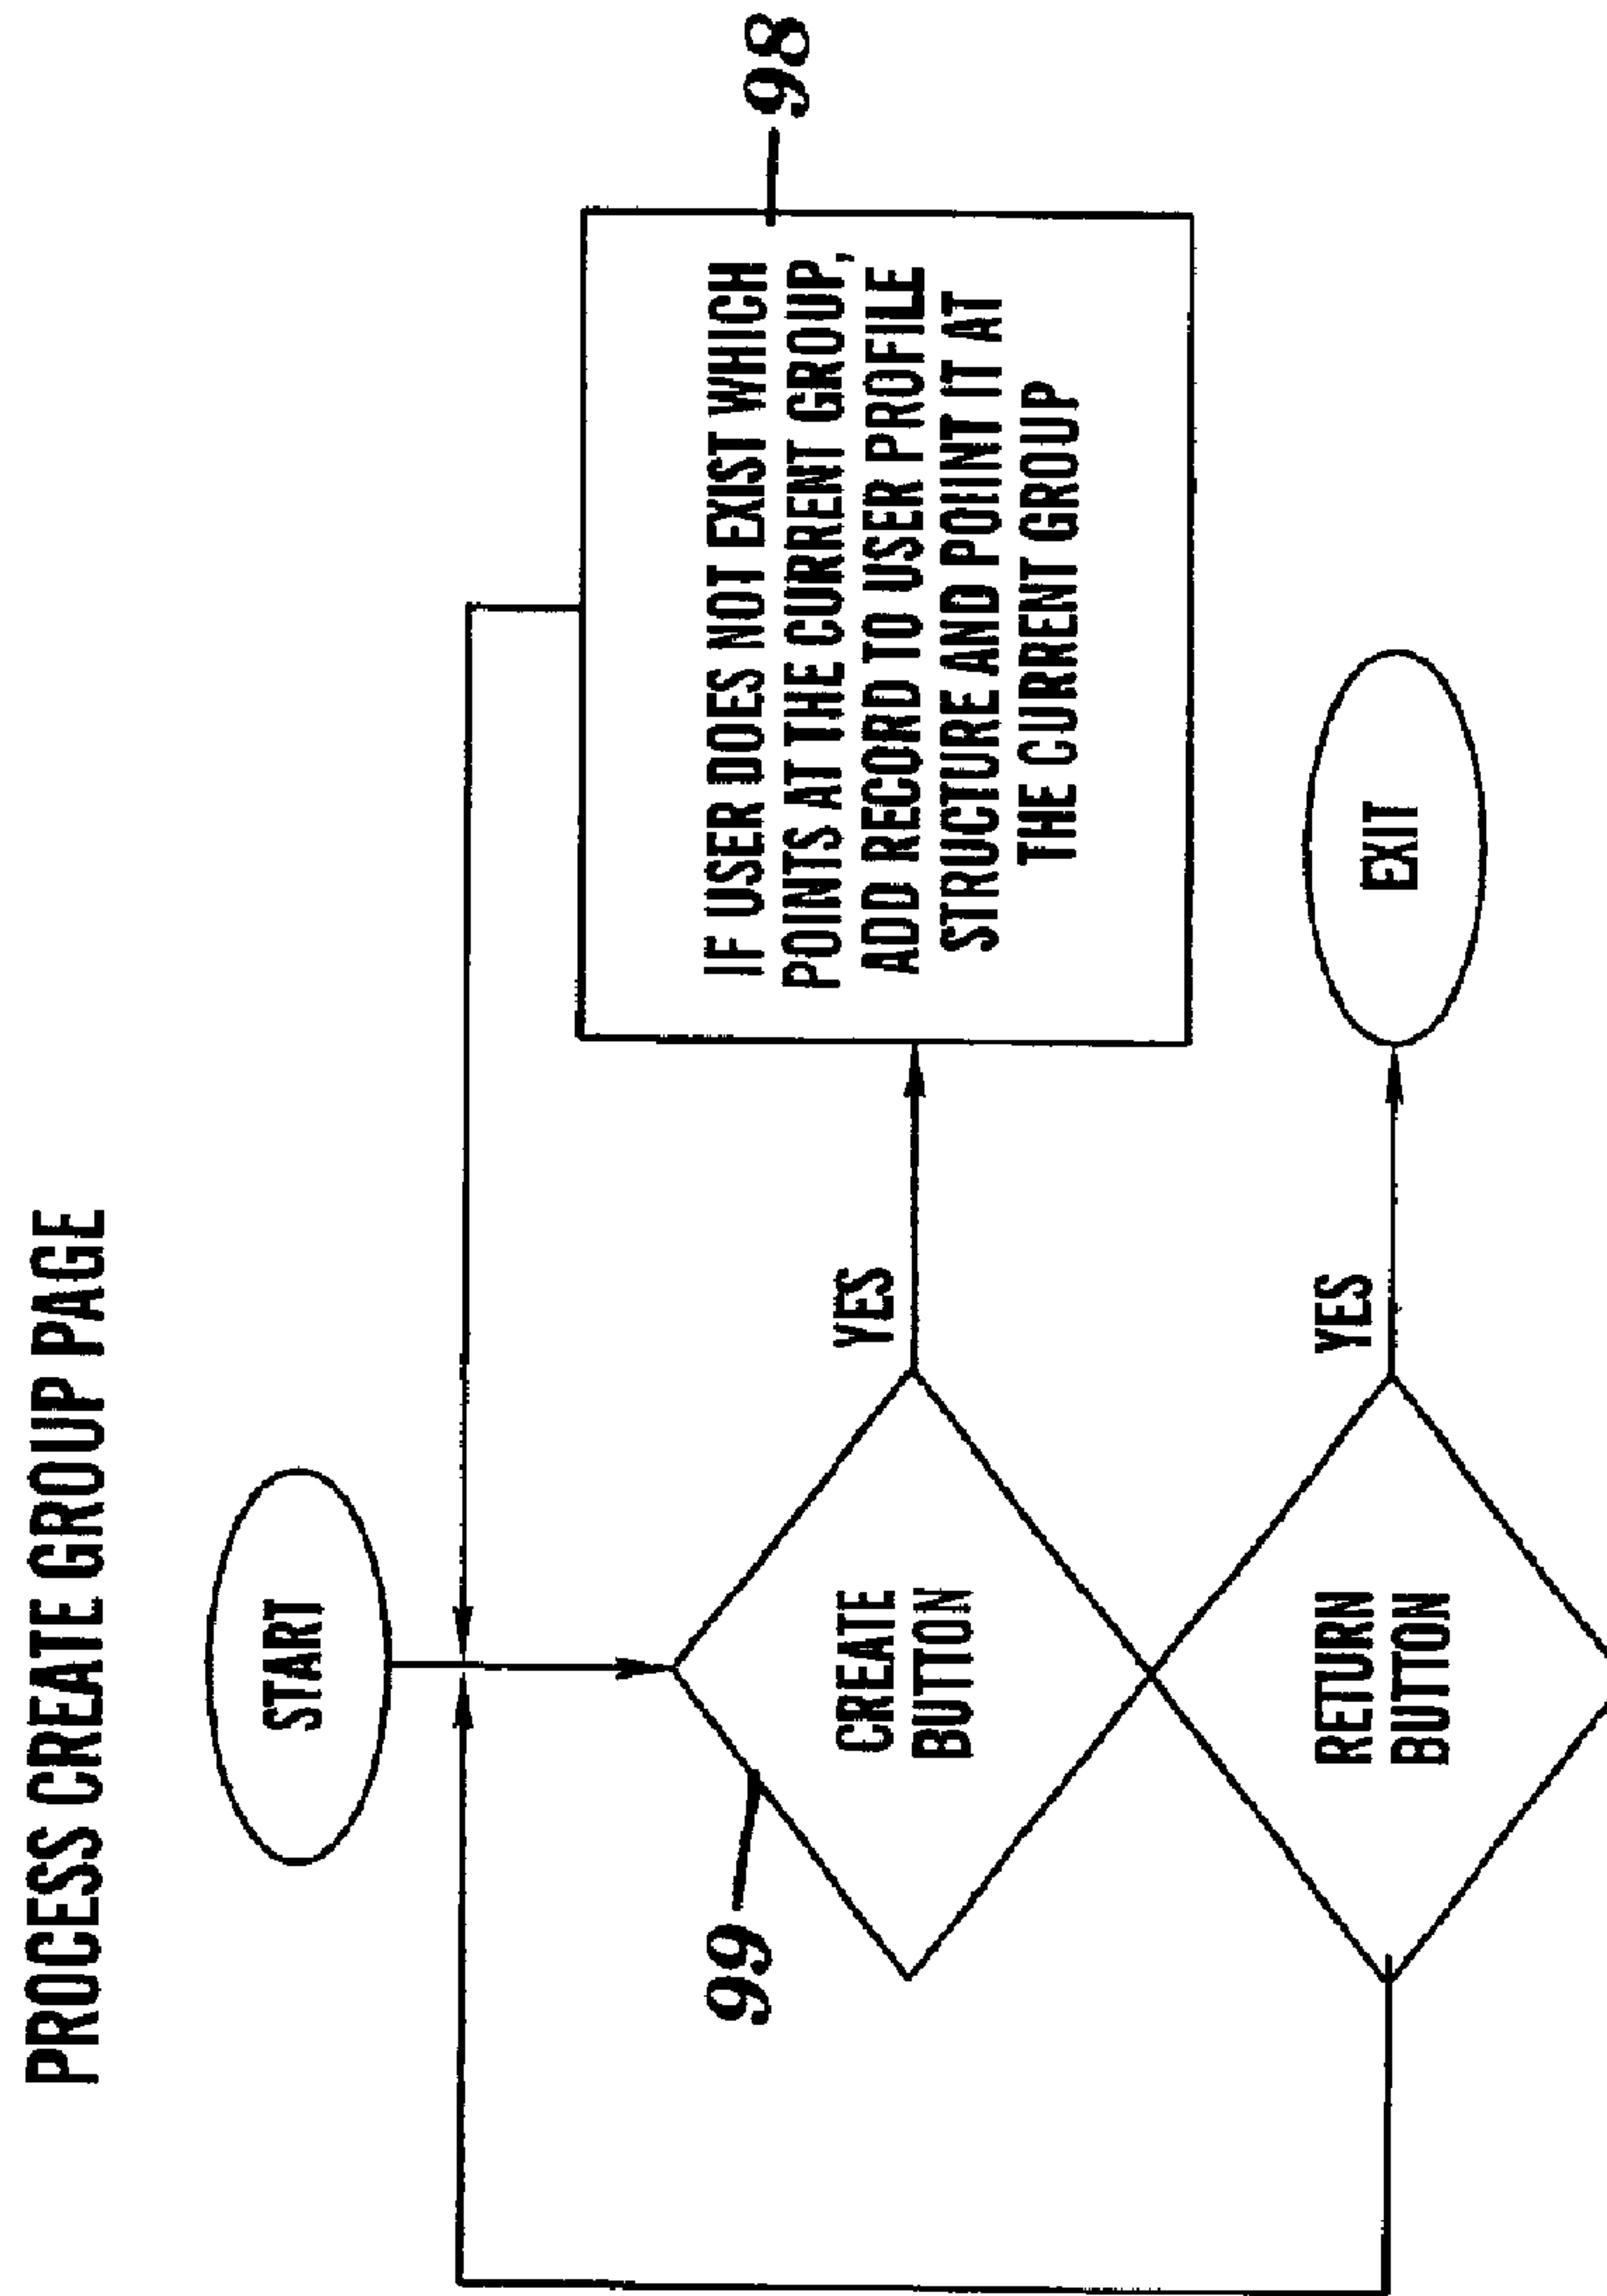 PROCESS CREATE GROUP PAGE
START
99
CREATE
BUTTON
YES
IF USER DOES NOT EXIST WHICH
POINTS AT THE CURRENT GROUP,
ADD RECORD TO USER PROFILE
STRUCTURE AND POINT IT AT
THE CURRENT GROUP
98
RETURN
BUTTON
YES
EXIT